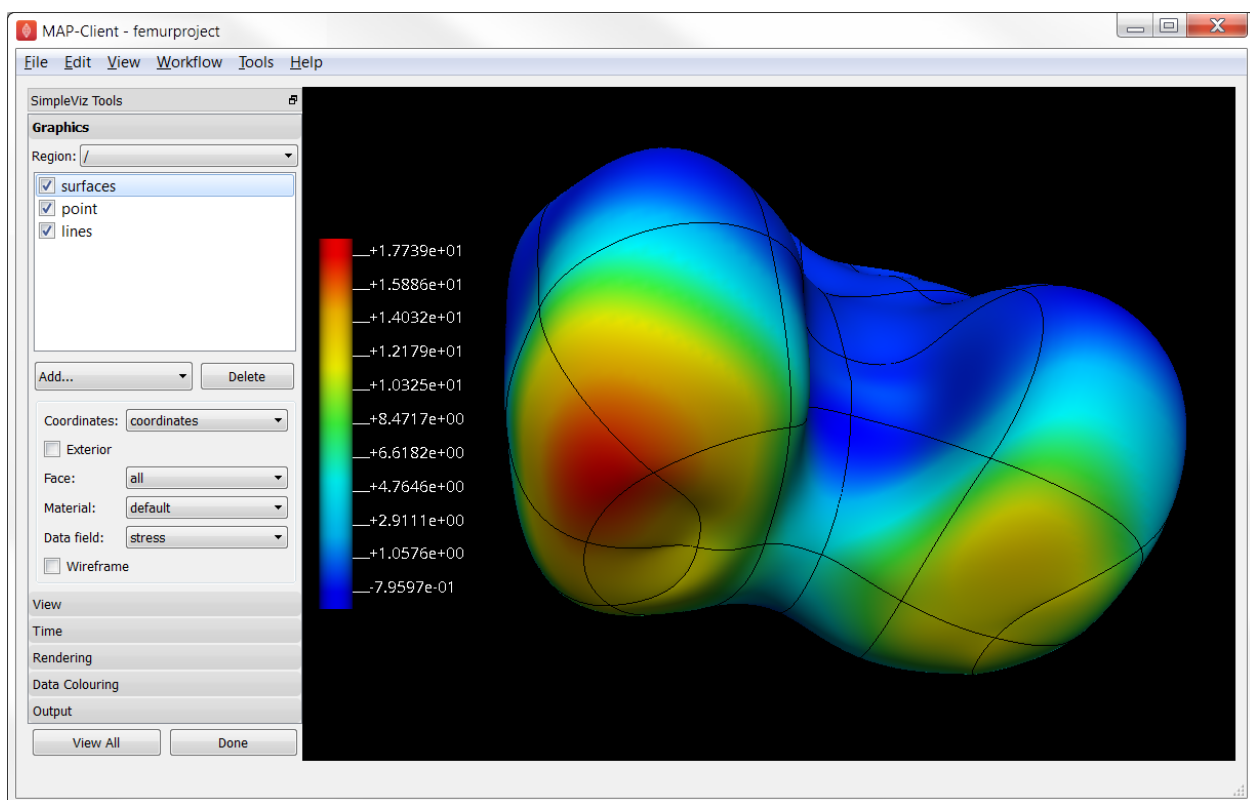 MAP-Client - femurproject
File Edit View Workflow Tools Help
SimpleViz Tools
Graphics
Region: /
surfaces
point
lines
Add... Delete
Coordinates: coordinates
Exterior
Face: all
Material: default
Data field: stress
Wireframe
View
Time
Rendering
Data Colouring
Output
View All Done
+1.7739e+01
+1.5886e+01
+1.4032e+01
+1.2179e+01
+1.0325e+01
+8.4717e+00
+6.6182e+00
+4.7646e+00
+2.9111e+00
+1.0576e+00
-7.9597e-01